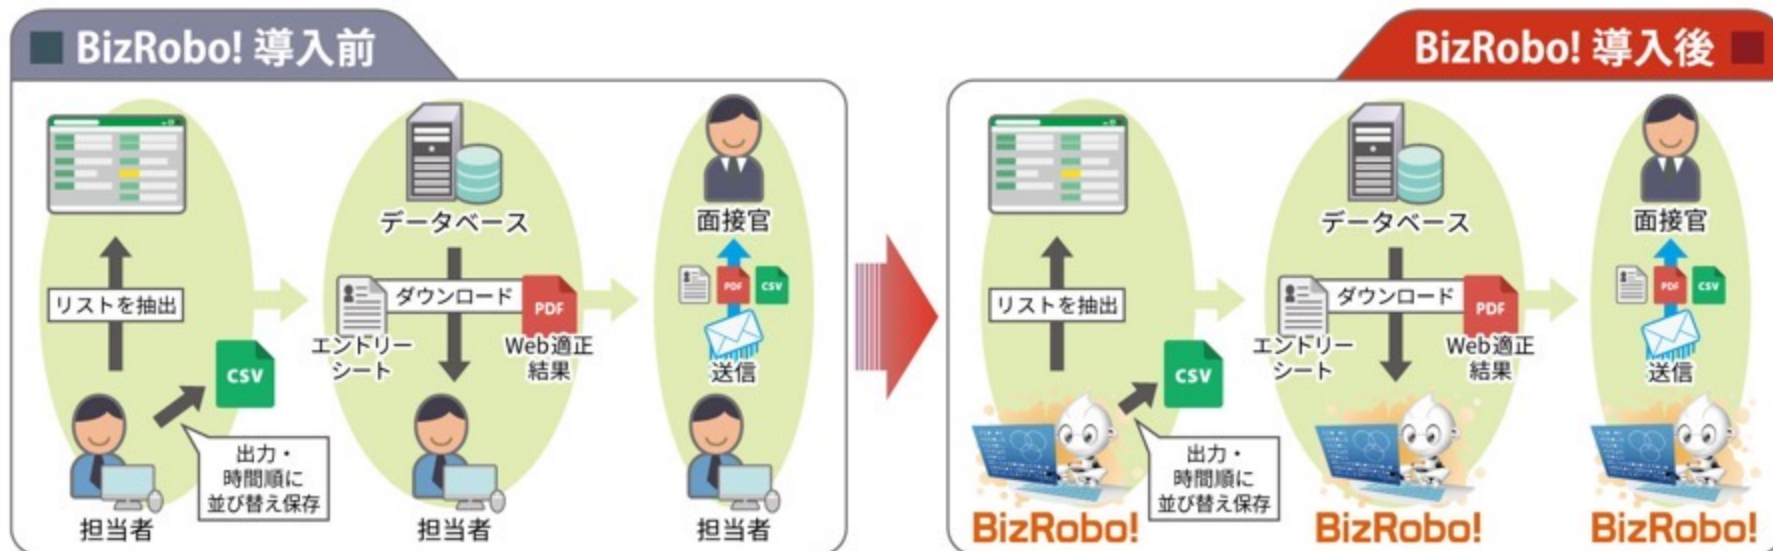 BizRobo! 導入前
データベース
面接官
リストを抽出
ダウンロード
PDF
PDF
CSV
エントリー
シート
Web適正
結果
送信
CSV
出力・
時間順に
並び替え保存
担当者
担当者
担当者
BizRobo! 導入後
データベース
面接官
リストを抽出
ダウンロード
PDF
PDF
CSV
エントリー
シート
Web適正
結果
送信
CSV
出力・
時間順に
並び替え保存
BizRobo!
BizRobo!
BizRobo!